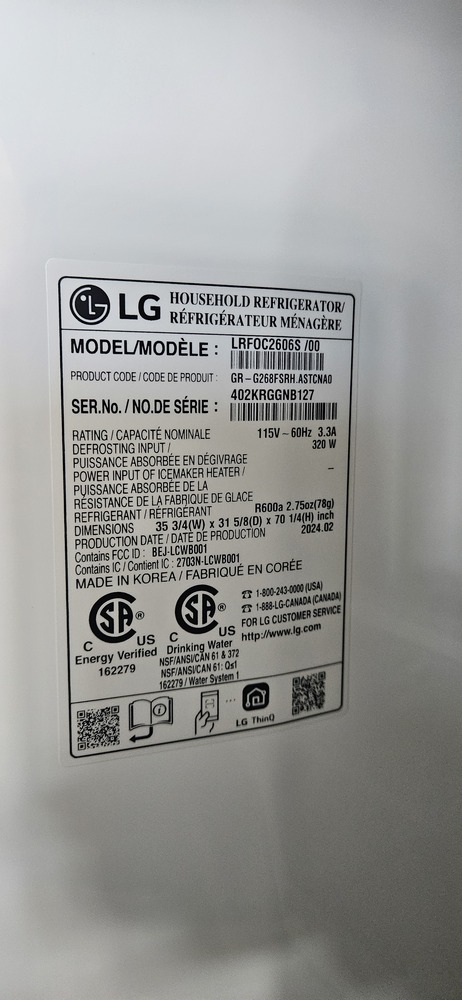 LG HOUSEHOLD REFRIGERATOR/
RÉFRIGÉRATEUR MÉNAGÈRE
MODEL/MODÈLE : LRFOC2606S /00
PRODUCT CODE / CODE DE PRODUIT : GR-G268FSRH.ASTCNA0
SER.No. / NO.DE SÉRIE : 402KRGGNB127
RATING / CAPACITÉ NOMINALE 115V~60Hz 3.3A
DEFROSTING INPUT / 320 W
PUISSANCE ABSORBÉE EN DÉGIVRAGE
POWER INPUT OF ICEMAKER HEATER / –
PUISSANCE ABSORBÉE DE LA
RÉSISTANCE DE LA FABRIQUE DE GLACE
REFRIGERANT / RÉFRIGÉRANT R600a 2.75oz(78g)
DIMENSIONS 35 3/4(W) x 31 5/8(D) x 70 1/4(H) inch
PRODUCTION DATE / DATE DE PRODUCTION 2024.02
Contains FCC ID : BEJ-LCWB001
Contains IC / Contient IC : 2703N-LCWB001
MADE IN KOREA / FABRIQUÉ EN CORÉE
C SA ® US
Energy Verified
162279
C SA ® US
Drinking Water
NSF/ANSI/CAN 61 & 372
NSF/ANSI/CAN 61: Q≤1
162279 / Water System 1
1-800-243-0000 (USA)
1-888-LG-CANADA (CANADA)
FOR LG CUSTOMER SERVICE
http://www.lg.com
LG ThinQ